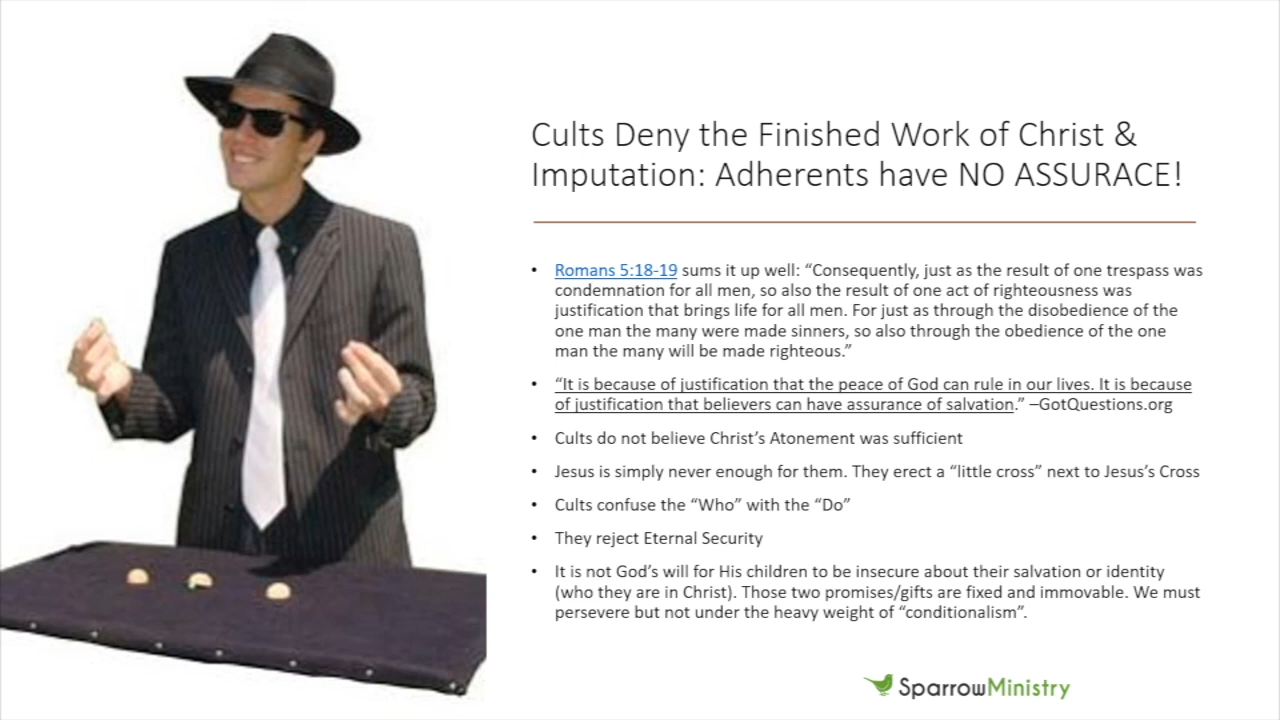 Cults Deny the Finished Work of Christ &
Imputation: Adherents have NO ASSURACE!
• Romans 5:18-19 sums it up well: “Consequently, just as the result of one trespass was
condemnation for all men, so also the result of one act of righteousness was
justification that brings life for all men. For just as through the disobedience of the
one man the many were made sinners, so also through the obedience of the one
man the many will be made righteous.”
• “It is because of justification that the peace of God can rule in our lives. It is because
of justification that believers can have assurance of salvation.” –GotQuestions.org
• Cults do not believe Christ’s Atonement was sufficient
• Jesus is simply never enough for them. They erect a “little cross” next to Jesus’s Cross
• Cults confuse the “Who” with the “Do”
• They reject Eternal Security
• It is not God’s will for His children to be insecure about their salvation or identity
(who they are in Christ). Those two promises/gifts are fixed and immovable. We must
persevere but not under the heavy weight of “conditionalism”.
SparrowMinistry